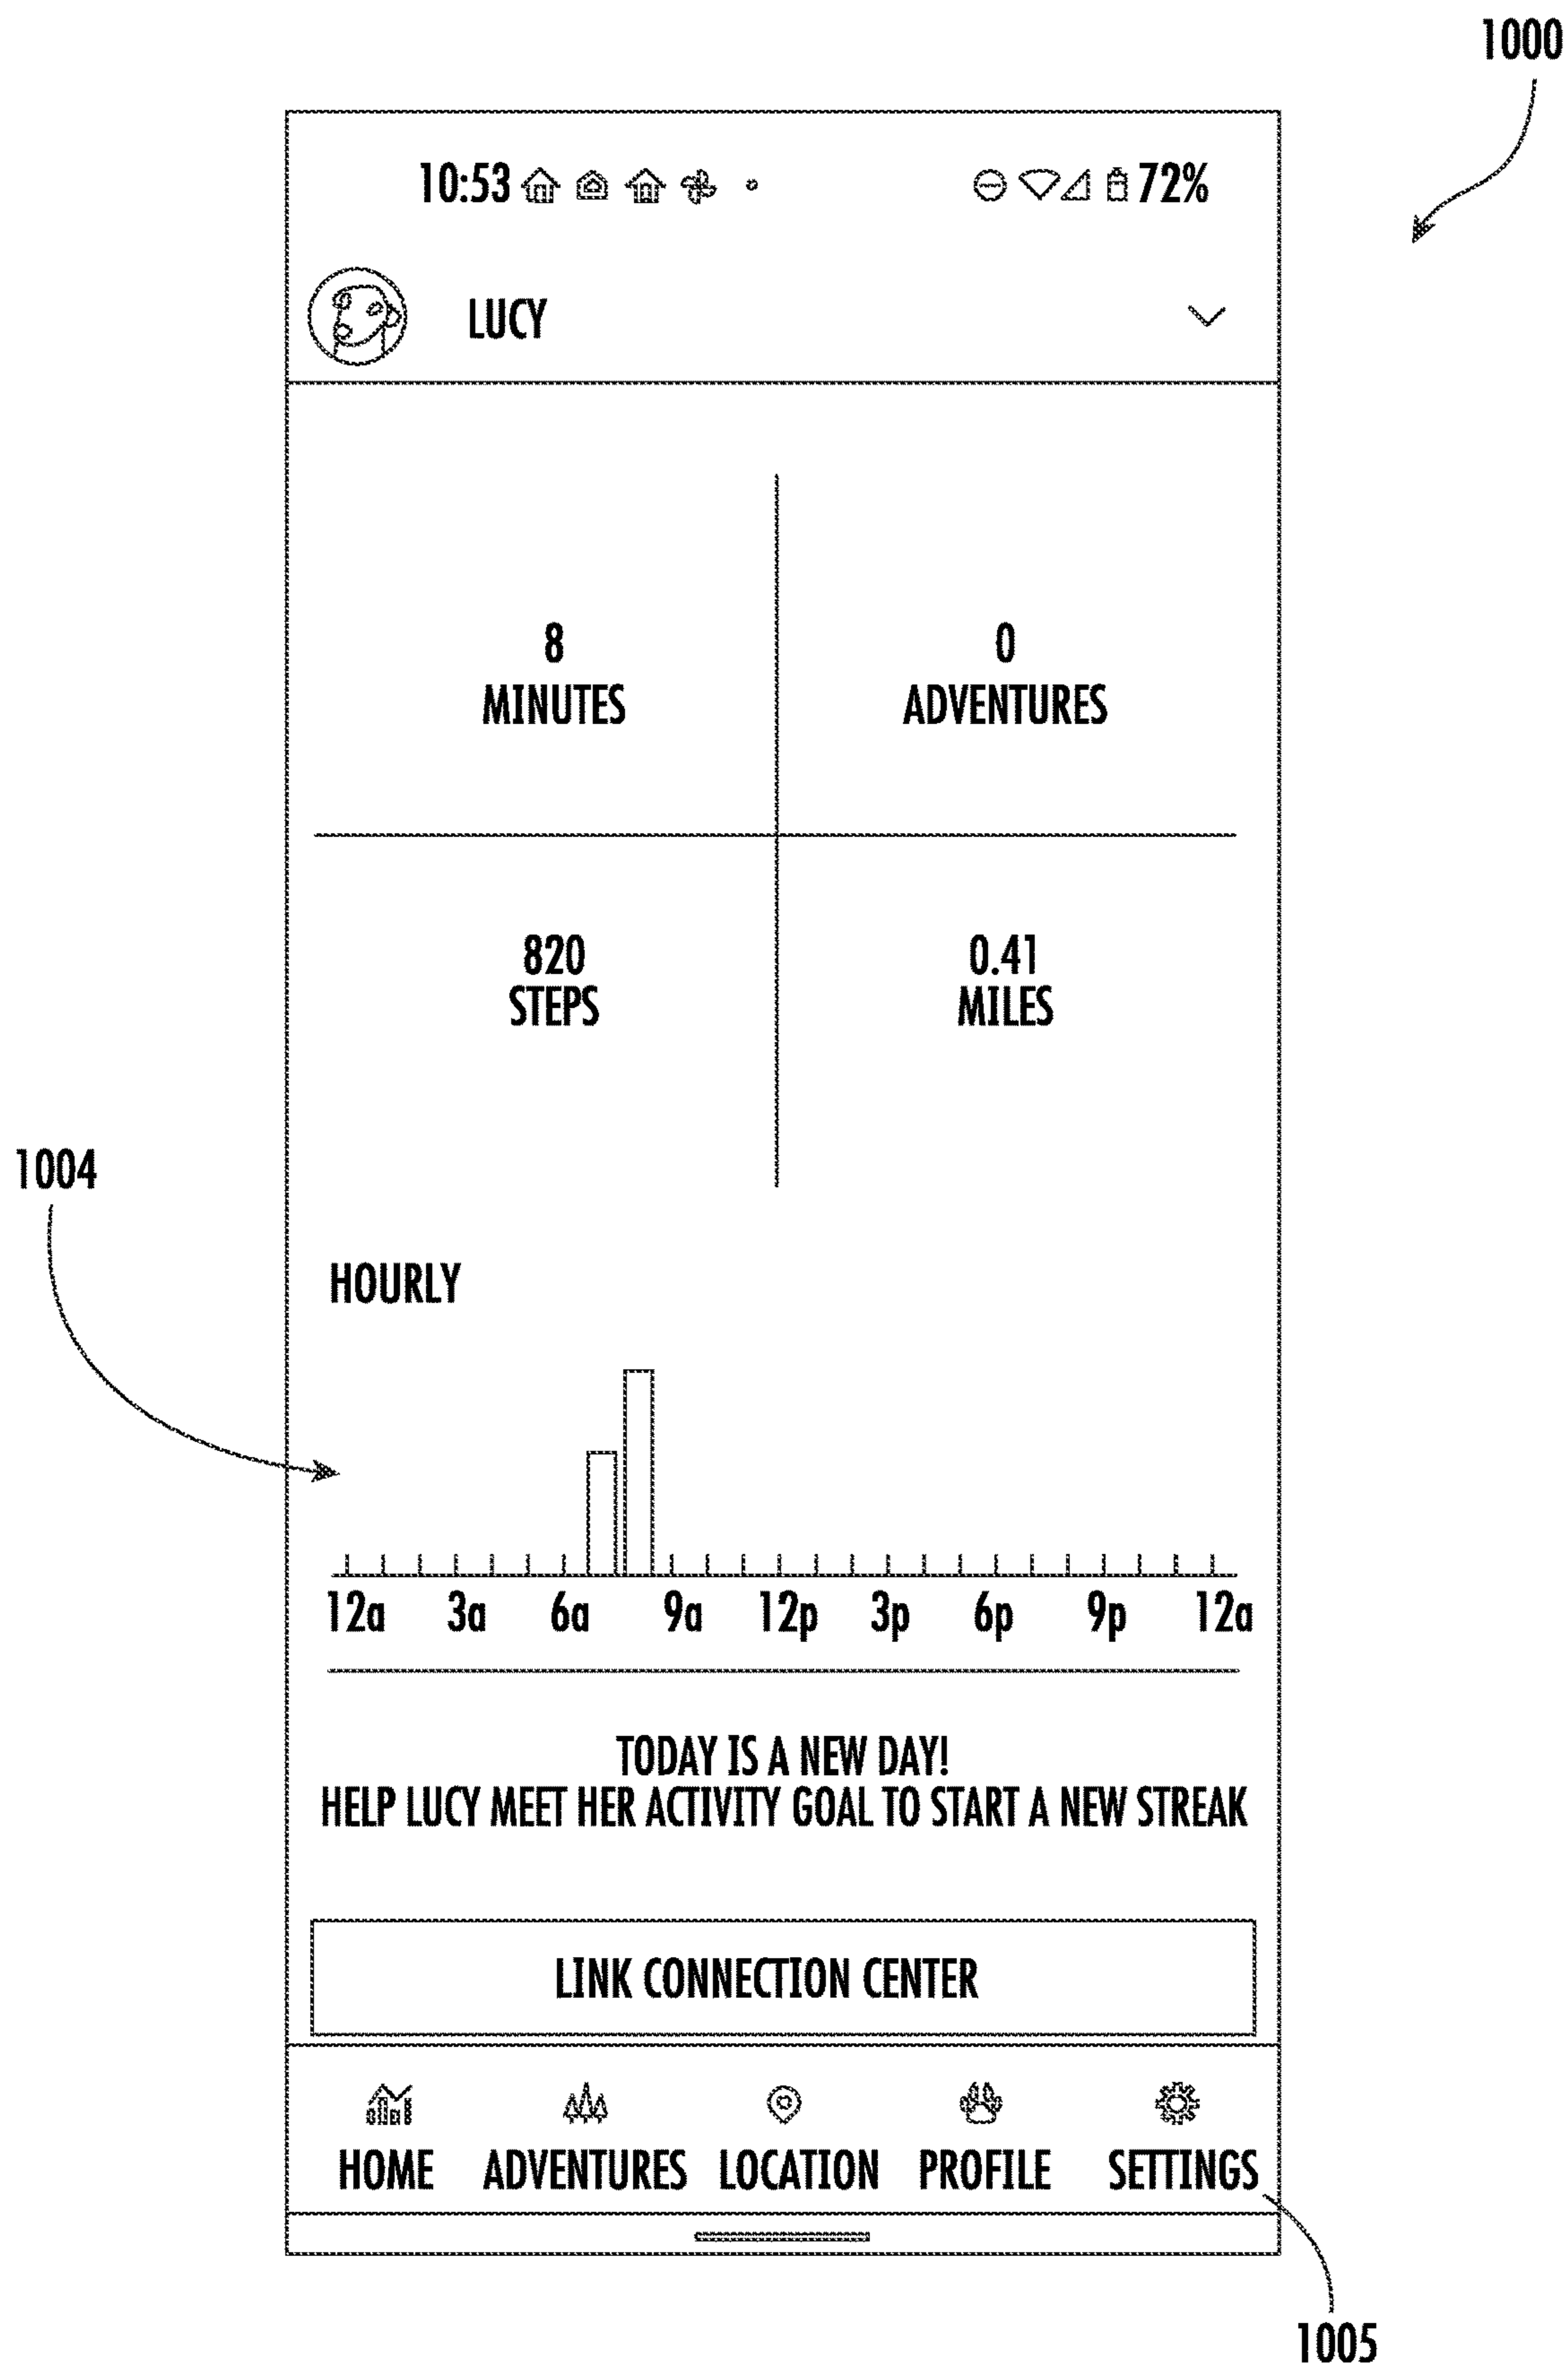 1000
10:53 72%
LUCY
8 0
MINUTES ADVENTURES
820 0.41
STEPS MILES
1004
HOURLY
12a 3a 6a 9a 12p 3p 6p 9p 12a
TODAY IS A NEW DAY!
HELP LUCY MEET HER ACTIVITY GOAL TO START A NEW STREAK
LINK CONNECTION CENTER
HOME ADVENTURES LOCATION PROFILE SETTINGS
1005